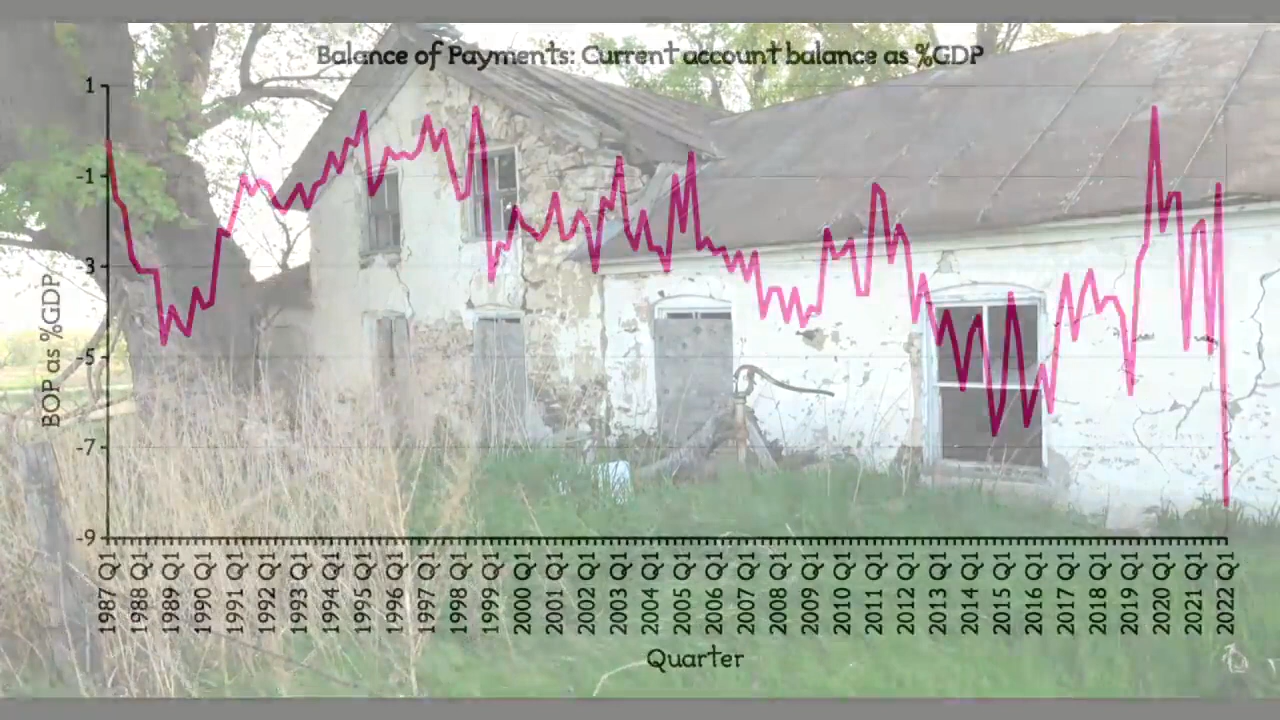 Balance of Payments: Current account balance as %GDP
1
-1
-3
-5
-7
-9
BOP as %GDP
1987 Q1
1988 Q1
1989 Q1
1990 Q1
1991 Q1
1992 Q1
1993 Q1
1994 Q1
1995 Q1
1996 Q1
1997 Q1
1998 Q1
1999 Q1
2000 Q1
2001 Q1
2002 Q1
2003 Q1
2004 Q1
2005 Q1
2006 Q1
2007 Q1
2008 Q1
2009 Q1
2010 Q1
2011 Q1
2012 Q1
2013 Q1
2014 Q1
2015 Q1
2016 Q1
2017 Q1
2018 Q1
2019 Q1
2020 Q1
2021 Q1
2022 Q1
Quarter